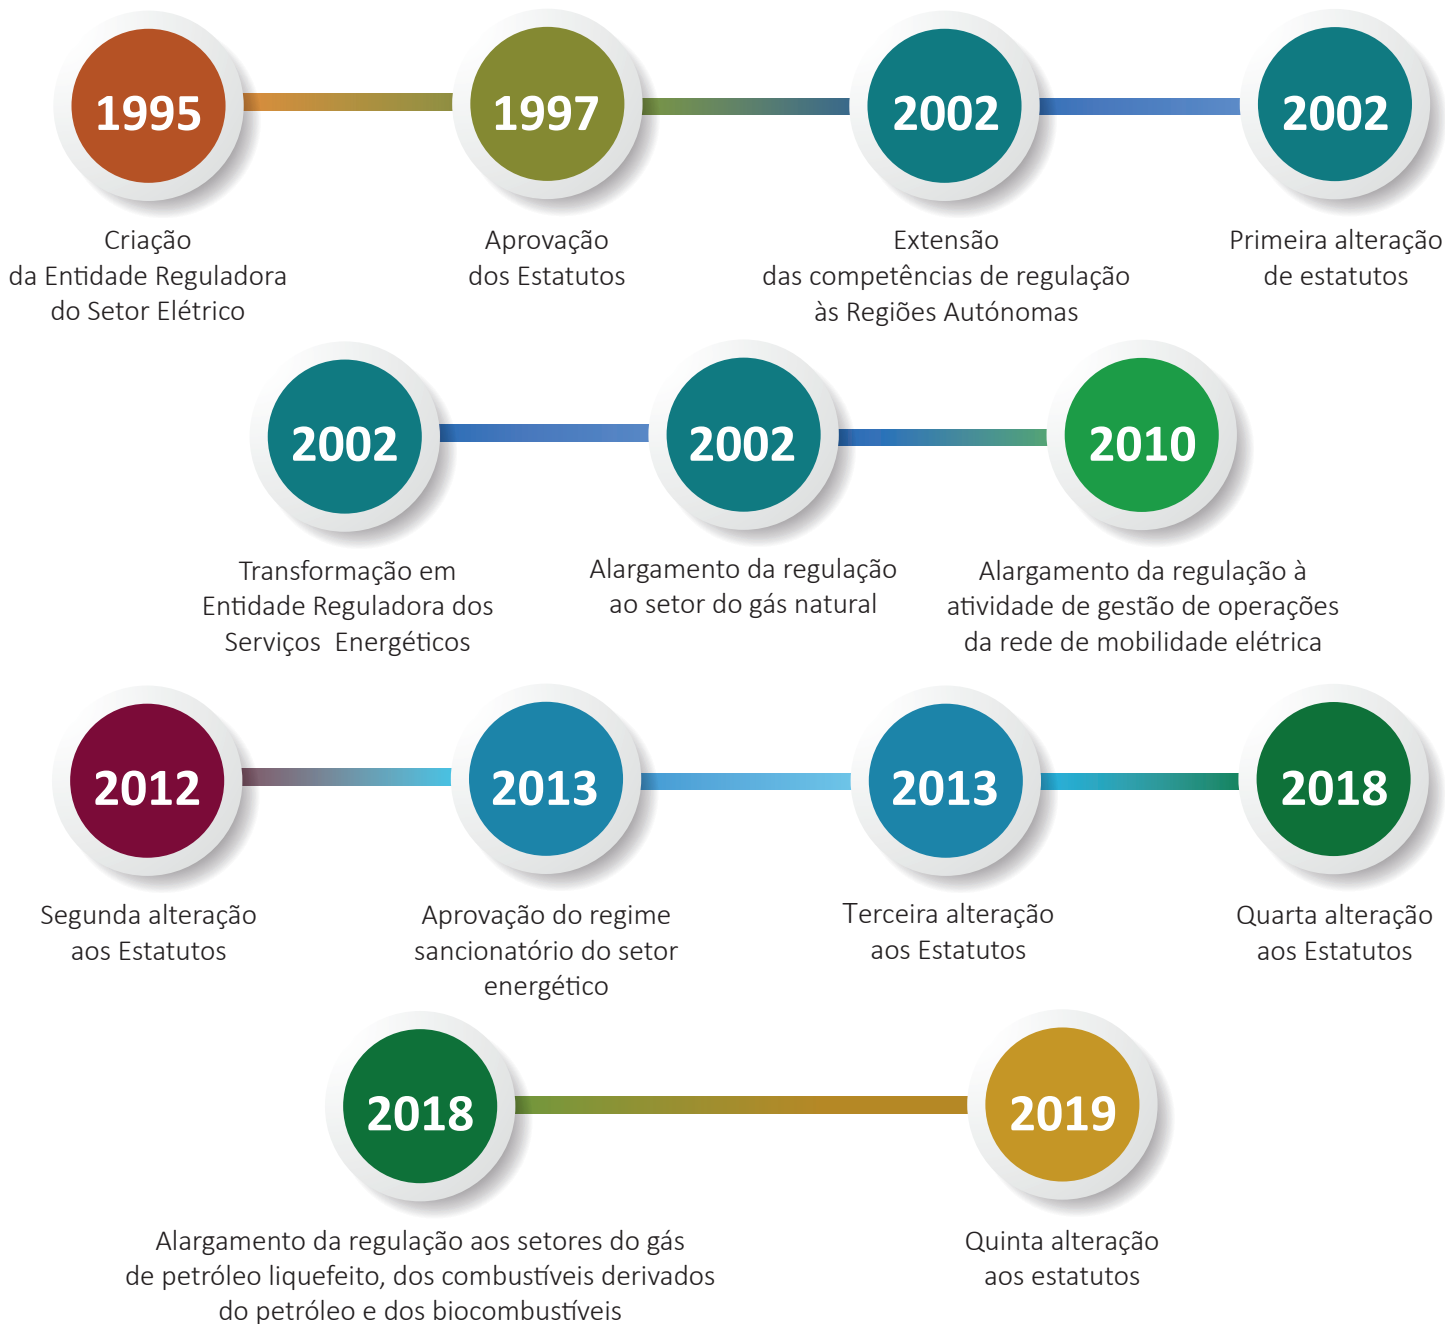 1995
1997
2002
2002
Criação
da Entidade Reguladora
do Setor Elétrico
Aprovação
dos Estatutos
Extensão
das competências de regulação
às Regiões Autónomas
Primeira alteração
de estatutos
2002
2002
2010
Transformação em
Entidade Reguladora dos
Serviços  Energéticos
Alargamento da regulação
ao setor do gás natural
Alargamento da regulação à
atividade de gestão de operações
da rede de mobilidade elétrica
2012
2013
2013
2018
Segunda alteração
aos Estatutos
Aprovação do regime
sancionatório do setor
energético
Terceira alteração
aos Estatutos
Quarta alteração
aos Estatutos
2018
2019
Alargamento da regulação aos setores do gás
de petróleo liquefeito, dos combustíveis derivados
do petróleo e dos biocombustíveis
Quinta alteração
aos estatutos